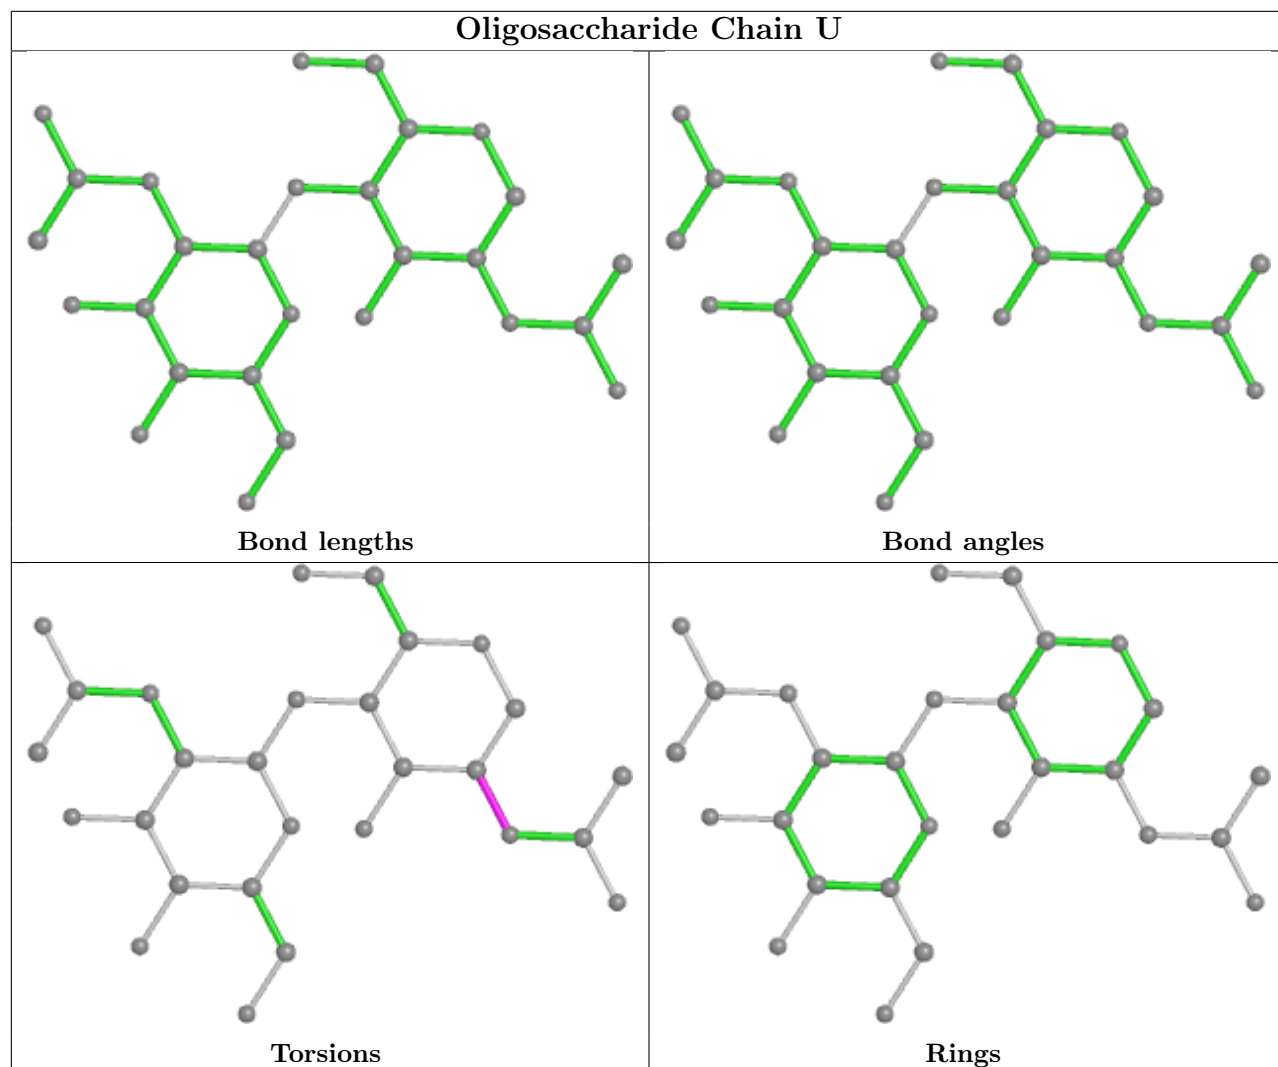 Oligosaccharide Chain U
Bond lengths
Bond angles
Torsions
Rings